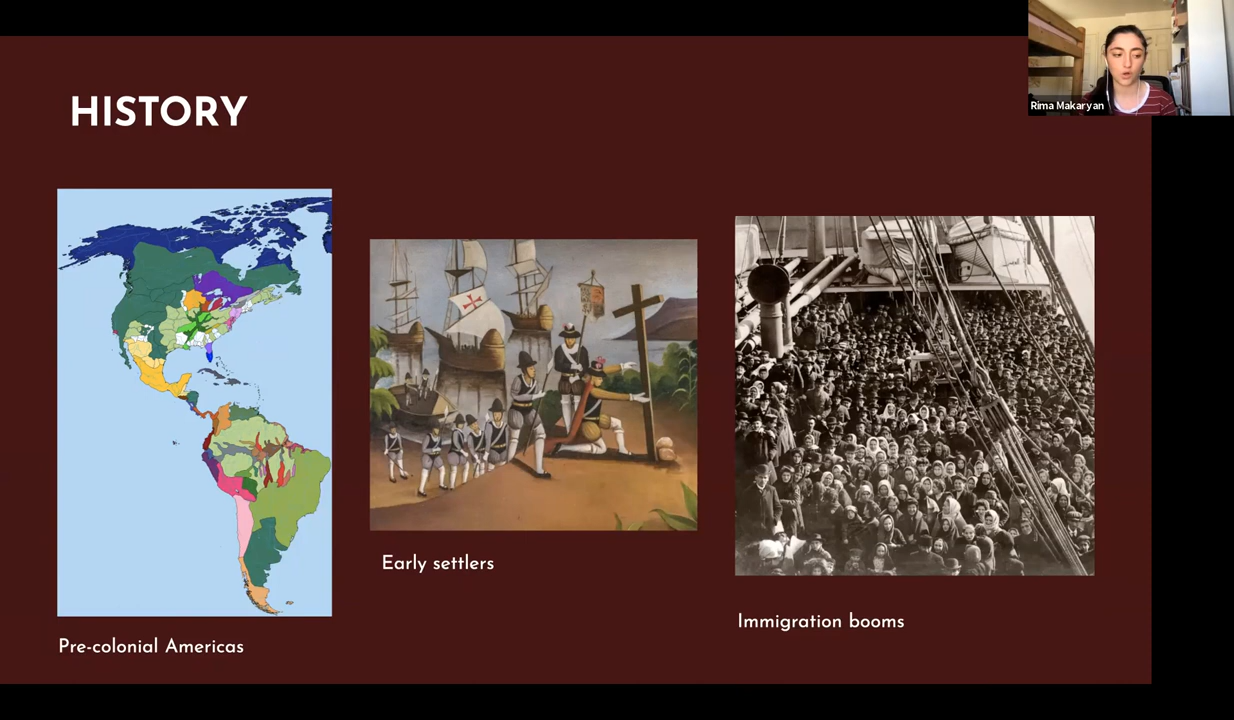 HISTORY
Rima Makaryan
Early settlers
Immigration booms
Pre-colonial Americas